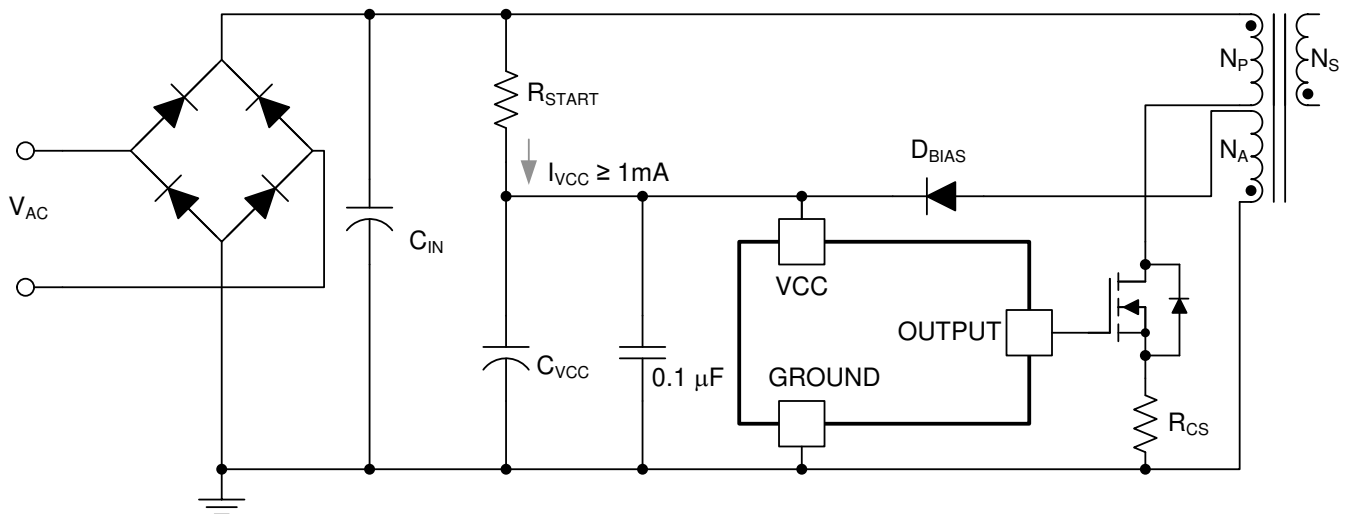 N_P
N_S
R_START
D_BIAS
N_A
I_VCC ≥ 1mA
V_AC
C_IN
VCC
OUTPUT
C_VCC
0.1 μF
GROUND
R_CS